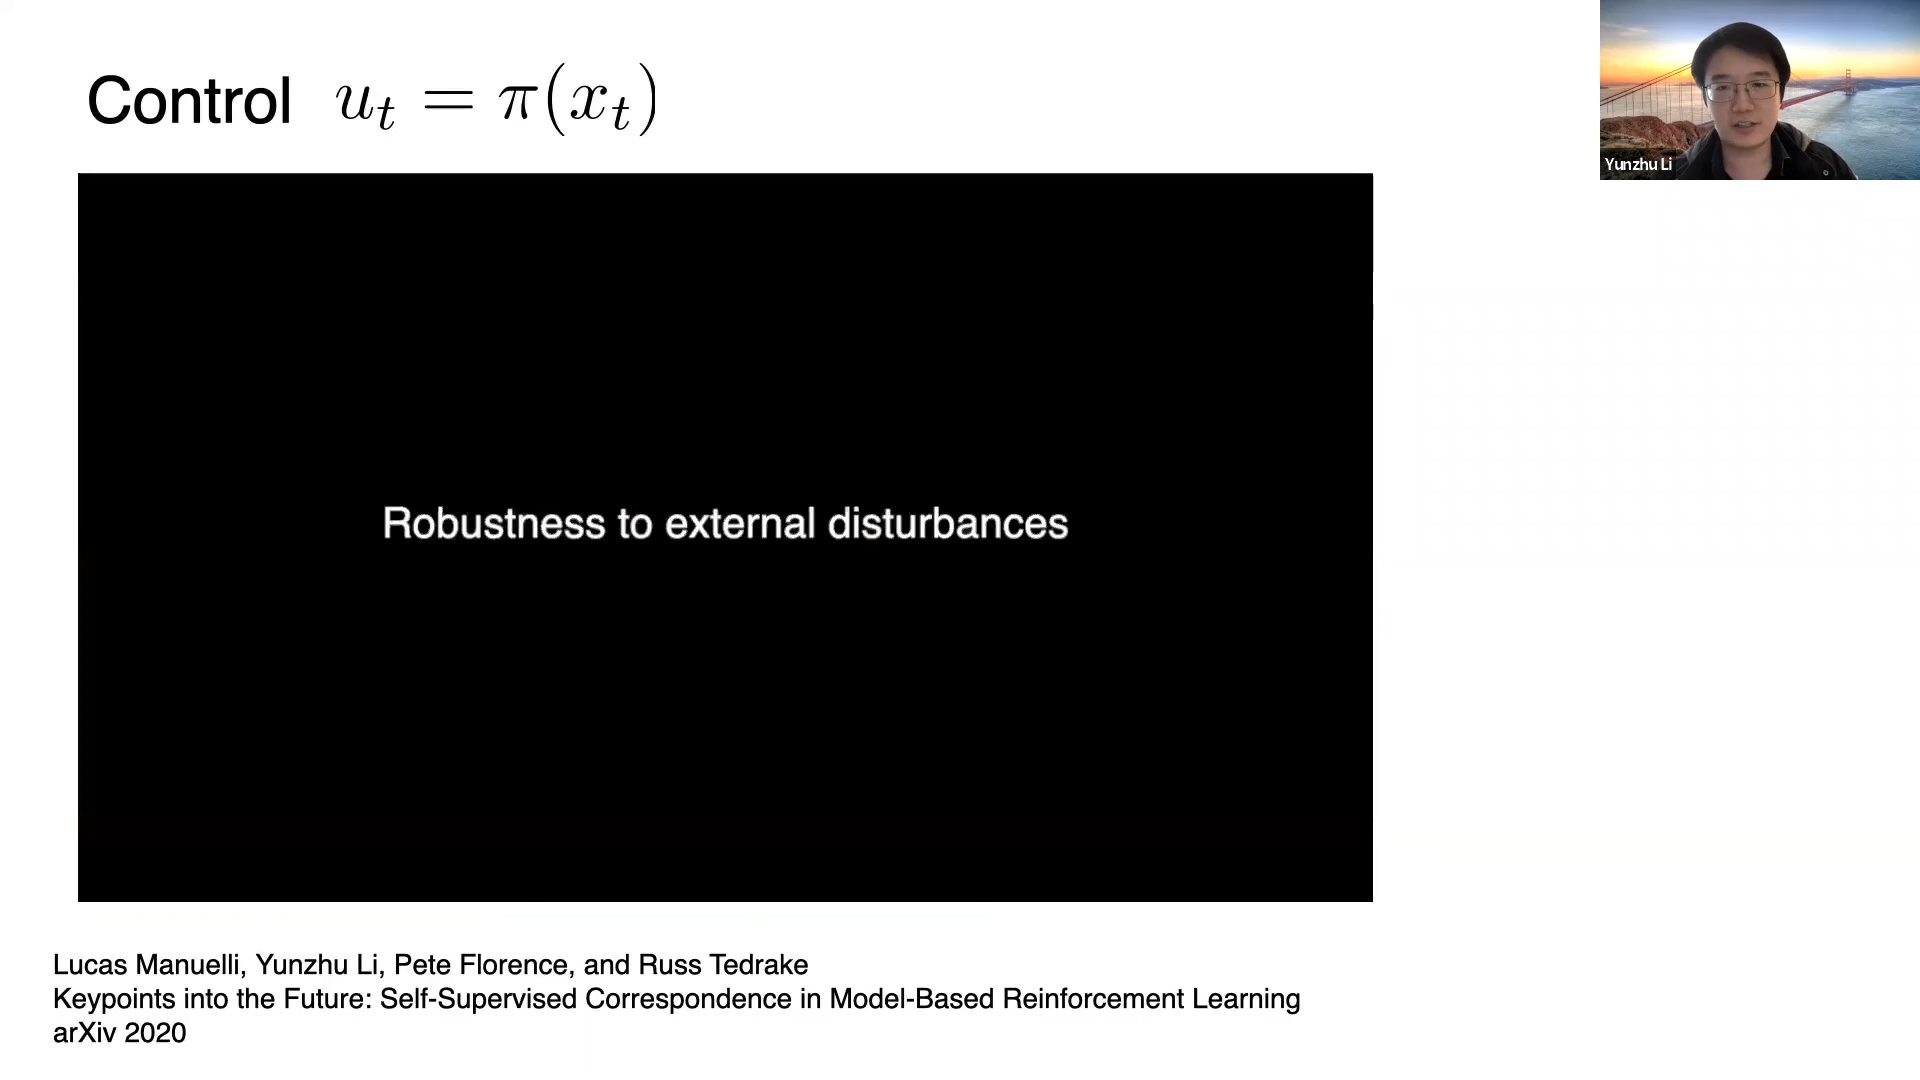 Control u_t = π(x_t)
Yunzhu Li
Robustness to external disturbances
Lucas Manuelli, Yunzhu Li, Pete Florence, and Russ Tedrake
Keypoints into the Future: Self-Supervised Correspondence in Model-Based Reinforcement Learning
arXiv 2020